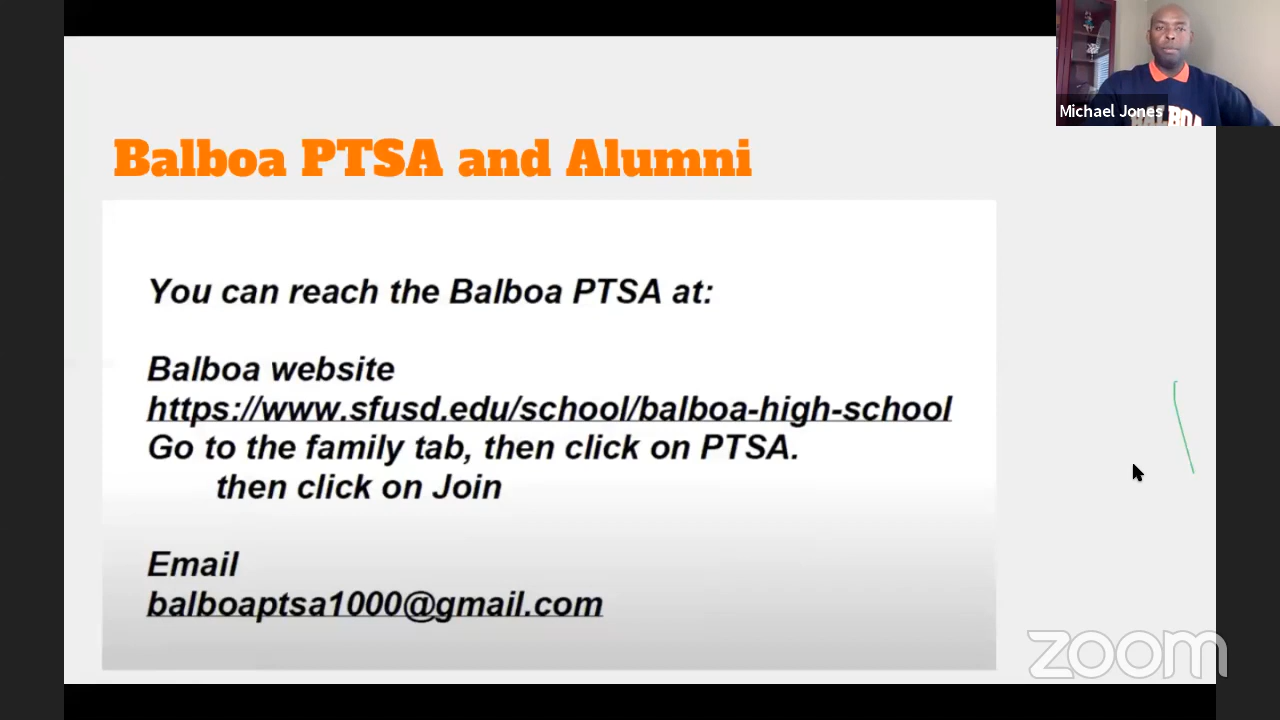 Michael Jones
BALBOA
Balboa PTSA and Alumni
You can reach the Balboa PTSA at:
Balboa website
https://www.sfusd.edu/school/balboa-high-school
Go to the family tab, then click on PTSA.
then click on Join
Email
balboaptsa1000@gmail.com
zoom